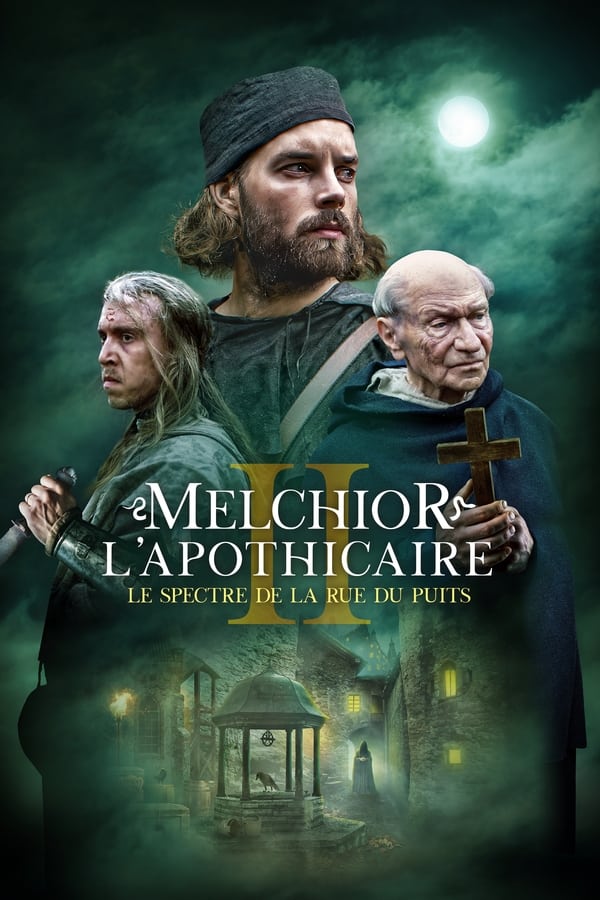 II
MELCHIOR
L'APOTHICAIRE
LE SPECTRE DE LA RUE DU PUITS